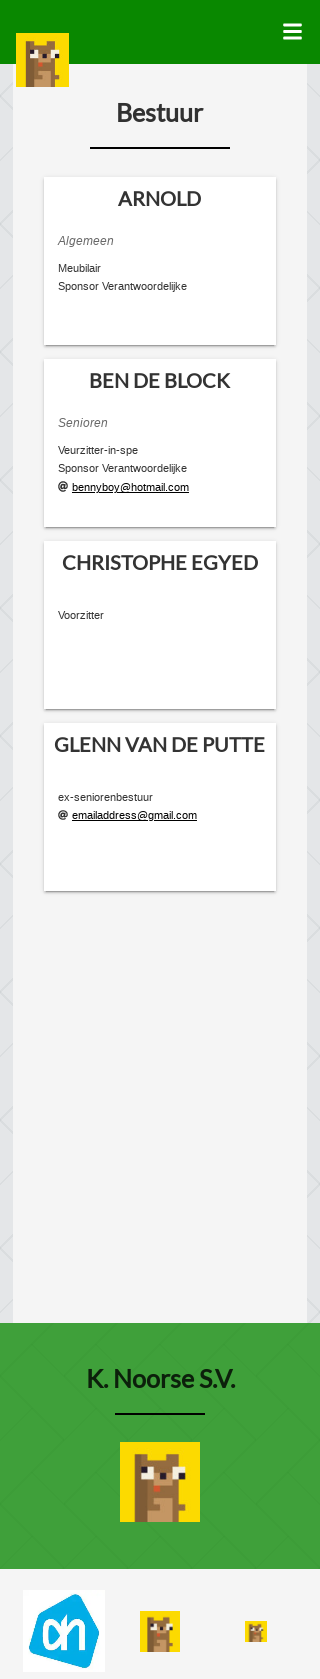 Bestuur
ARNOLD
Algemeen
Meubilair
Sponsor Verantwoordelijke
BEN DE BLOCK
Senioren
Veurzitter-in-spe
Sponsor Verantwoordelijke
@ bennyboy@hotmail.com
CHRISTOPHE EGYED
Voorzitter
GLENN VAN DE PUTTE
ex-seniorenbestuur
@ emailaddress@gmail.com
K. Noorse S.V.
ah